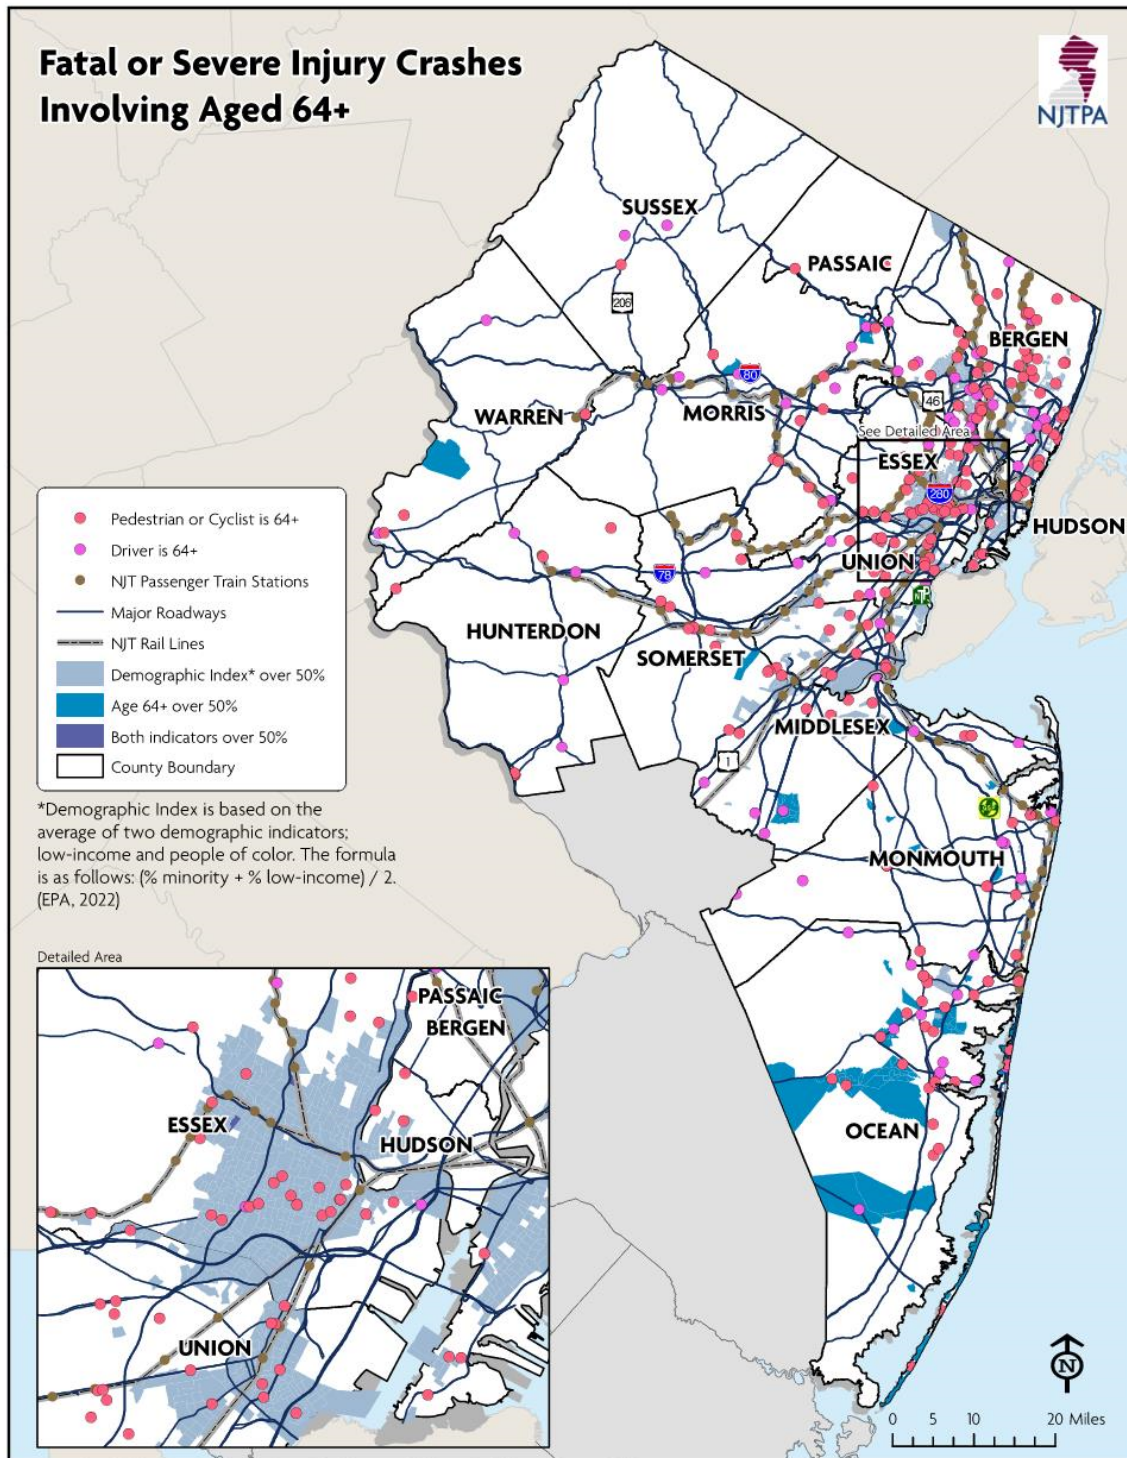 Fatal or Severe Injury Crashes
Involving Aged 64+
NJTPA
SUSSEX
PASSAIC
206
BERGEN
80
WARREN
MORRIS
46
See Detailed Area
ESSEX
280
HUDSON
UNION
78
HUNTERDON
SOMERSET
MIDDLESEX
1
MONMOUTH
OCEAN
Pedestrian or Cyclist is 64+
Driver is 64+
NJT Passenger Train Stations
Major Roadways
NJT Rail Lines
Demographic Index* over 50%
Age 64+ over 50%
Both indicators over 50%
County Boundary
*Demographic Index is based on the
average of two demographic indicators;
low-income and people of color. The formula
is as follows: (% minority + % low-income) / 2.
(EPA, 2022)
Detailed Area
PASSAIC
BERGEN
ESSEX
HUDSON
UNION
N
0 5 10 20 Miles